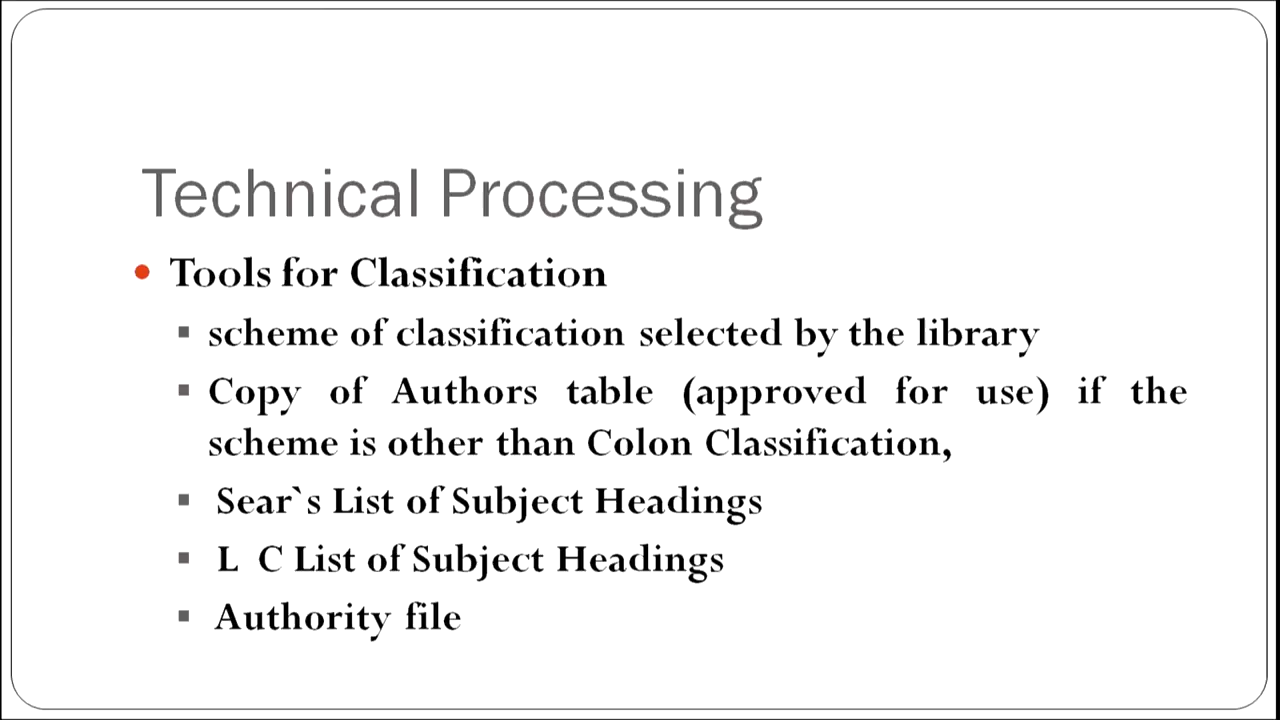 Technical Processing
• Tools for Classification
▪ scheme of classification selected by the library
▪ Copy of Authors table (approved for use) if the
scheme is other than Colon Classification,
▪ Sear`s List of Subject Headings
▪ L C List of Subject Headings
▪ Authority file